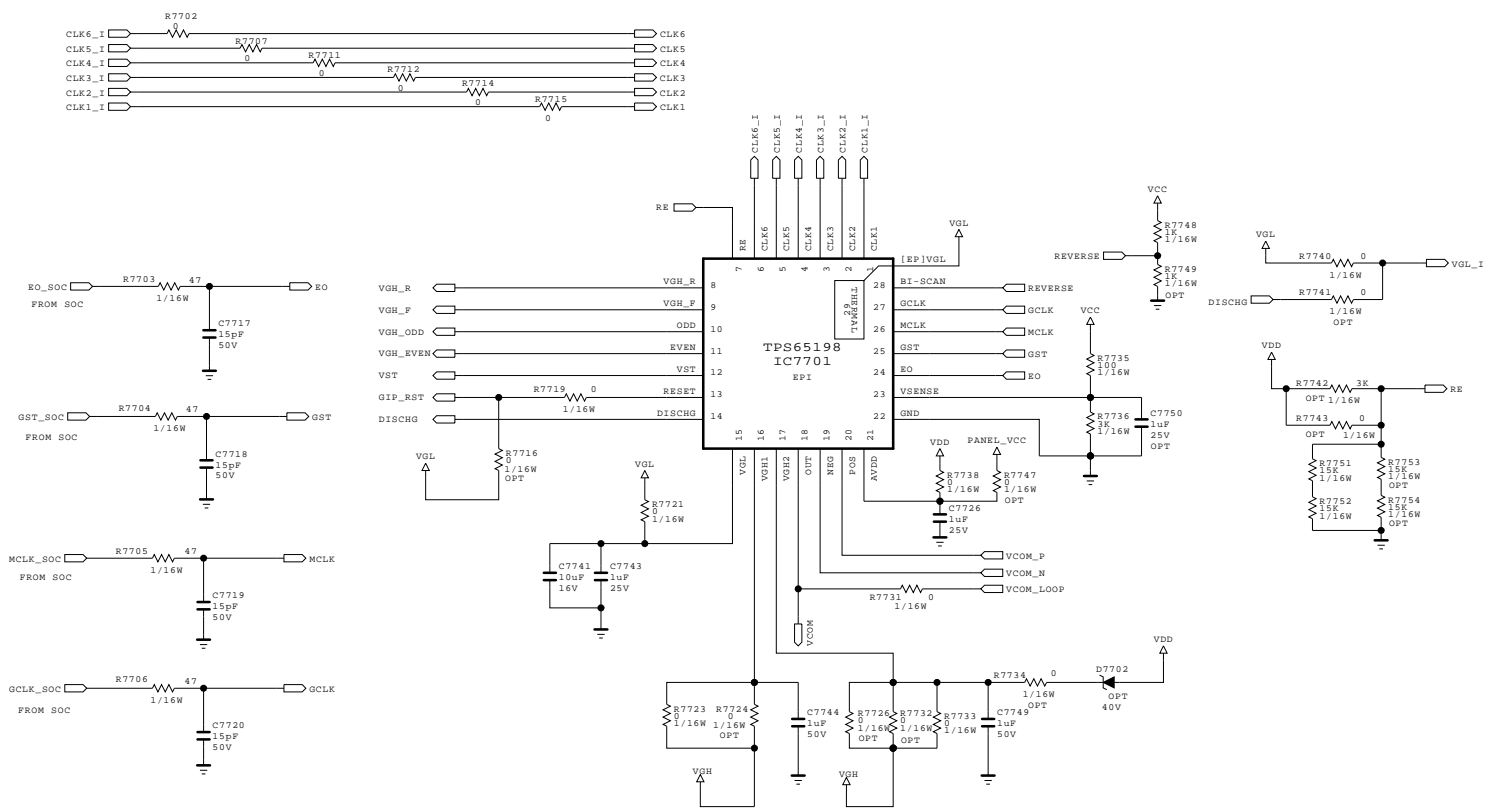 R7702
0
CLK6_I
CLK6
R7707
0
CLK5_I
CLK5
R7711
0
CLK4_I
CLK4
R7712
0
CLK3_I
CLK3
R7714
0
CLK2_I
CLK2
R7715
0
CLK1_I
CLK1
CLK6_I
CLK5_I
CLK4_I
CLK3_I
CLK2_I
CLK1_I
RE
RE
CLK6
CLK5
CLK4
CLK3
CLK2
CLK1
7
6
5
4
3
2
1
[EP]VGL
VGL
THERMAL
29
TPS65198
IC7701
EPI
VGH_R
VGH_R
8
VGH_F
VGH_F
9
VGH_ODD
ODD
10
VGH_EVEN
EVEN
11
VST
VST
12
GIP_RST
R7719
0
1/16W
RESET
13
DISCHG
DISCHG
14
28
BI-SCAN
REVERSE
27
GCLK
GCLK
26
MCLK
MCLK
25
GST
GST
24
EO
EO
23
VSENSE
22
GND
15
16
17
18
19
20
21
VGL
VGH1
VGH2
OUT
NEG
POS
AVDD
EO_SOC
R7703
47
1/16W
EO
FROM SOC
C7717
15pF
50V
GST_SOC
R7704
47
1/16W
GST
FROM SOC
C7718
15pF
50V
MCLK_SOC
R7705
47
1/16W
MCLK
FROM SOC
C7719
15pF
50V
GCLK_SOC
R7706
47
1/16W
GCLK
FROM SOC
C7720
15pF
50V
VGL
R7716
0
1/16W
OPT
VGL
R7721
0
1/16W
C7741
10uF
16V
C7743
1uF
25V
VDD
R7738
0
1/16W
PANEL_VCC
R7747
0
1/16W
OPT
C7726
1uF
25V
VCOM_P
VCOM_N
R7731
0
1/16W
VCOM_LOOP
VCOM
R7723
0
1/16W
R7724
0
1/16W
OPT
VGH
C7744
1uF
50V
R7726
0
1/16W
OPT
R7732
0
1/16W
OPT
R7733
0
1/16W
VGH
C7749
1uF
50V
R7734
0
1/16W
OPT
D7702
OPT
40V
VDD
VCC
R7748
1K
1/16W
REVERSE
R7749
1K
1/16W
OPT
VCC
R7735
100
1/16W
R7736
3K
1/16W
C7750
1uF
25V
OPT
VGL
R7740
0
1/16W
VGL_I
DISCHG
R7741
0
1/16W
OPT
VDD
R7742
3K
OPT
1/16W
RE
R7743
0
OPT
1/16W
R7751
15K
1/16W
R7752
15K
1/16W
R7753
15K
1/16W
OPT
R7754
15K
1/16W
OPT